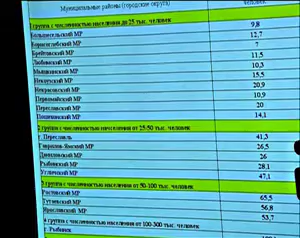 Муниципальные районы (городские округа)
человек
1 группа с численностью населения до 25 тыс. человек
Большесельский МР 9,8
Борисоглебский МР 12,7
Брейтовский МР 7
Любимский МР 11,5
Мышкинский МР 10,3
Некоузский МР 15,5
Некрасовский МР 20,9
Первомайский МР 10,9
Переславский МР 20
Пошехонский МР 14,1
2 группа с численностью населения от 25-50 тыс. человек
г. Переславль 41,3
Гаврилов-Ямский МР 26,5
Даниловский МР 26
Рыбинский МР 28,1
Угличский МР 47,1
3 группа с численностью населения от 50-100 тыс. человек
Ростовский МР 65,5
Тутаевский МР 56,8
Ярославский МР 53,7
4 группа с численностью населения от 100-300 тыс. человек
г. Рыбинск